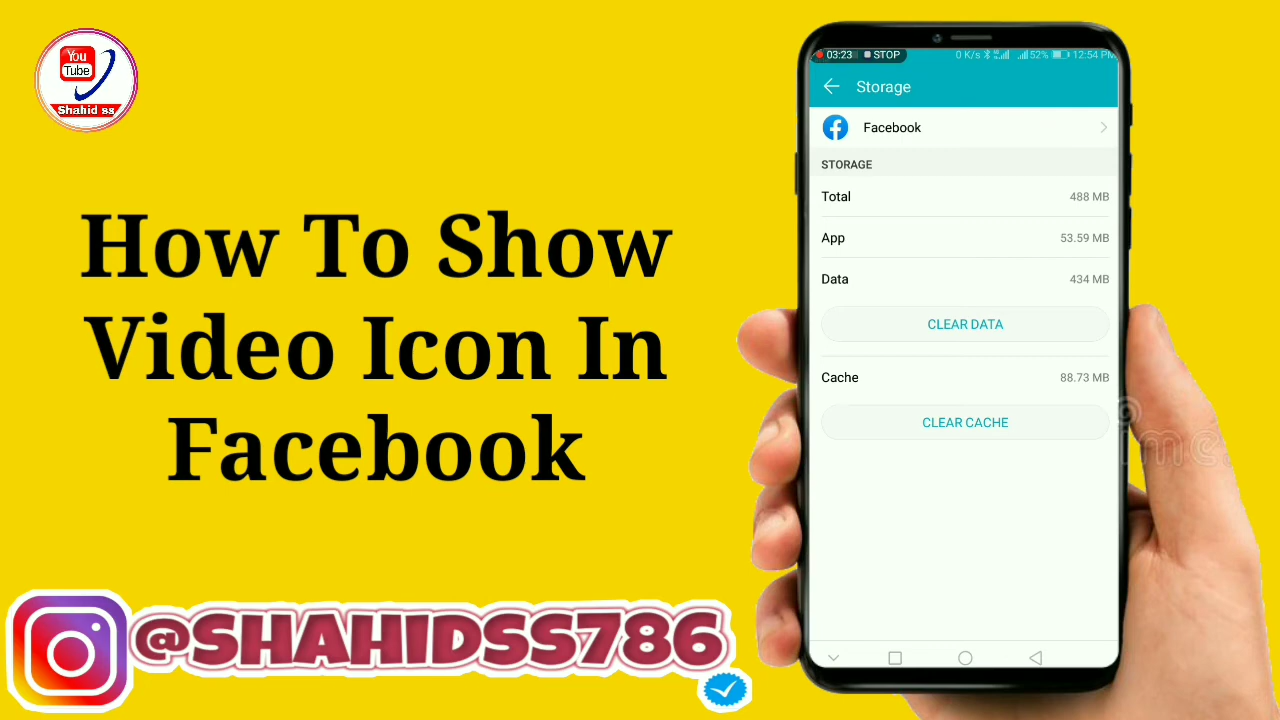 You
Tube
Shahid ss
How To Show
Video Icon In
Facebook
@SHAHIDSS786
03:23 STOP 0 K/s 52% 12:54 PM
Storage
Facebook
STORAGE
Total 488 MB
App 53.59 MB
Data 434 MB
CLEAR DATA
Cache 88.73 MB
CLEAR CACHE